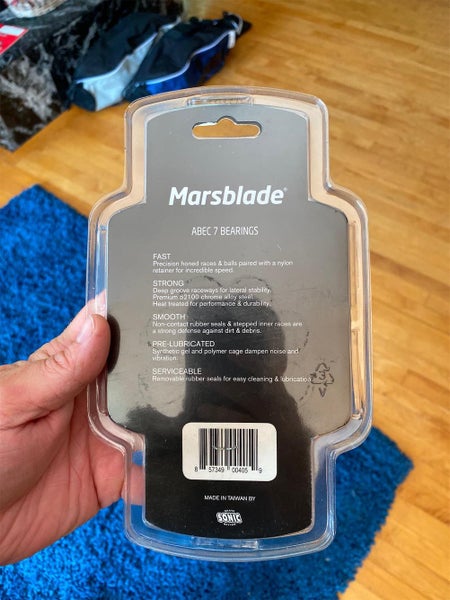 Marsblade®
ABEC 7 BEARINGS
FAST
Precision honed races & balls paired with a nylon
retainer for incredible speed.
STRONG
Deep groove raceways for lateral stability.
Premium 52100 chrome alloy steel.
Heat treated for performance & durability.
SMOOTH
Non-contact rubber seals & stepped inner races are
a strong defense against dirt & debris.
PRE-LUBRICATED
Synthetic gel and polymer cage dampen noise and
vibration.
SERVICEABLE
Removable rubber seals for easy cleaning & lubrication.
8 57349 00405 9
MADE IN TAIWAN BY
SONIC